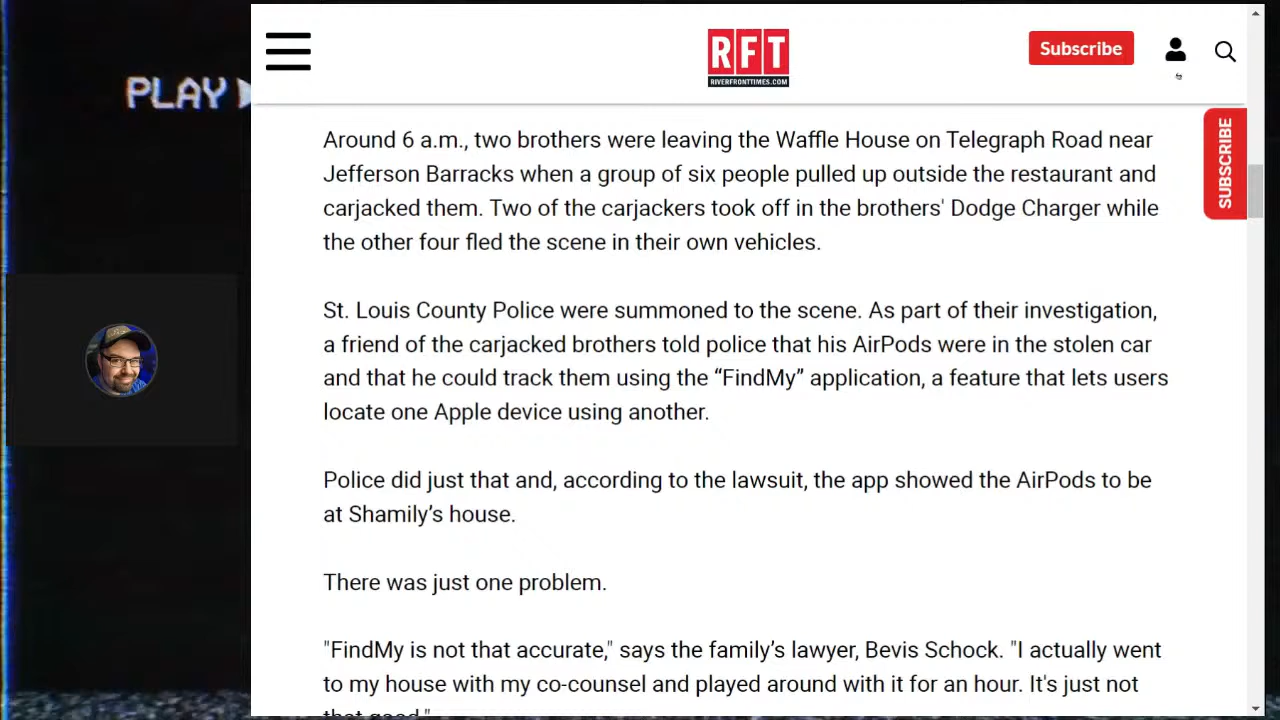 PLAY
RFT
RIVERFRONTTIMES.COM
Subscribe
SUBSCRIBE
Around 6 a.m., two brothers were leaving the Waffle House on Telegraph Road near
Jefferson Barracks when a group of six people pulled up outside the restaurant and
carjacked them. Two of the carjackers took off in the brothers' Dodge Charger while
the other four fled the scene in their own vehicles.
St. Louis County Police were summoned to the scene. As part of their investigation,
a friend of the carjacked brothers told police that his AirPods were in the stolen car
and that he could track them using the “FindMy” application, a feature that lets users
locate one Apple device using another.
Police did just that and, according to the lawsuit, the app showed the AirPods to be
at Shamily’s house.
There was just one problem.
"FindMy is not that accurate," says the family’s lawyer, Bevis Schock. "I actually went
to my house with my co-counsel and played around with it for an hour. It's just not
that good."